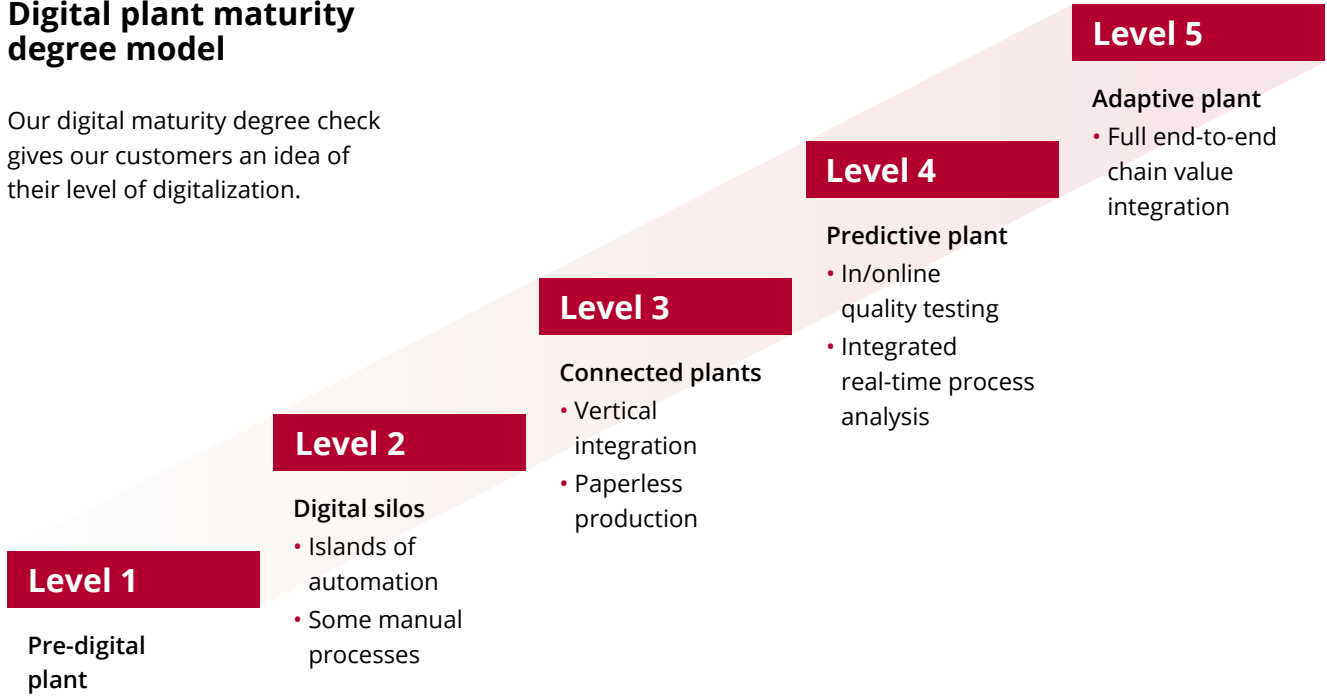 Digital plant maturity
degree model
Our digital maturity degree check
gives our customers an idea of
their level of digitalization.
Level 1
Pre-digital
plant
Level 2
Digital silos
• Islands of
automation
• Some manual
processes
Level 3
Connected plants
• Vertical
integration
• Paperless
production
Level 4
Predictive plant
• In/online
quality testing
• Integrated
real-time process
analysis
Level 5
Adaptive plant
• Full end-to-end
chain value
integration